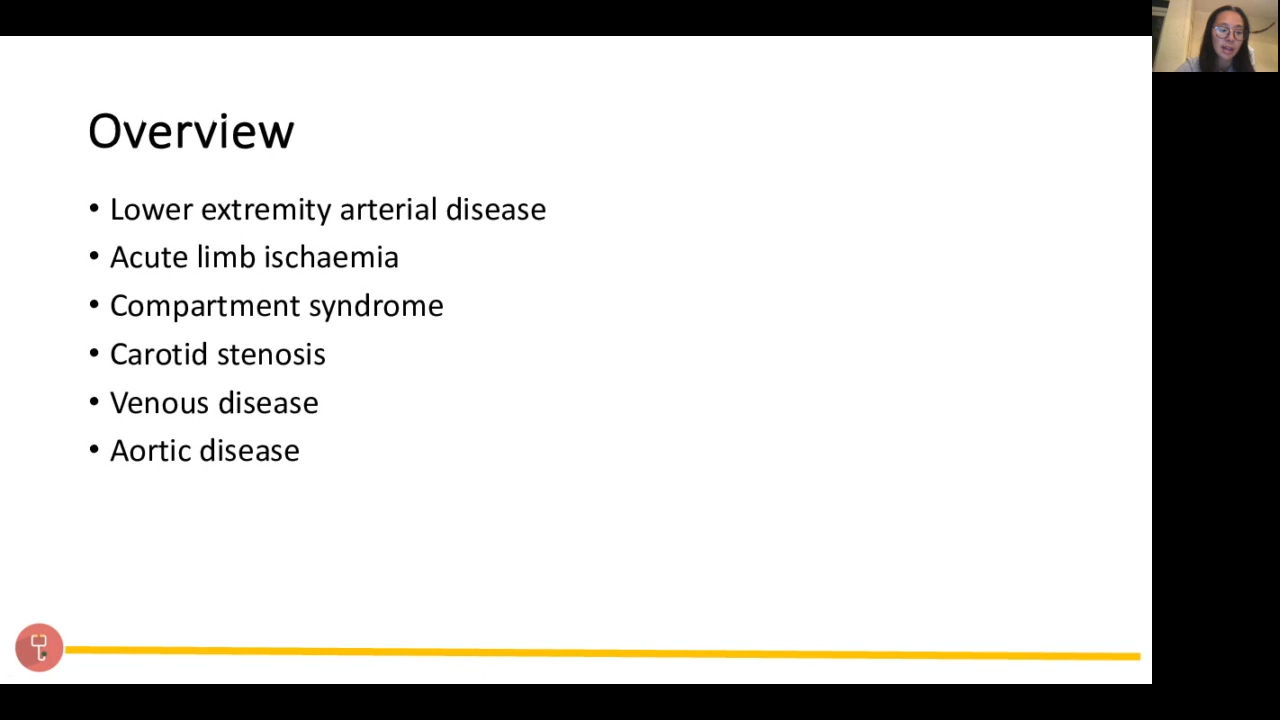 Overview
• Lower extremity arterial disease
• Acute limb ischaemia
• Compartment syndrome
• Carotid stenosis
• Venous disease
• Aortic disease